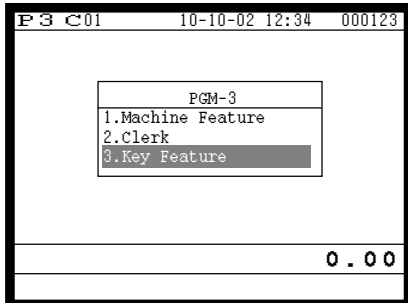 P3 C01 10-10-02 12:34 000123
PGM-3
1.Machine Feature
2.Clerk
3.Key Feature
0.00